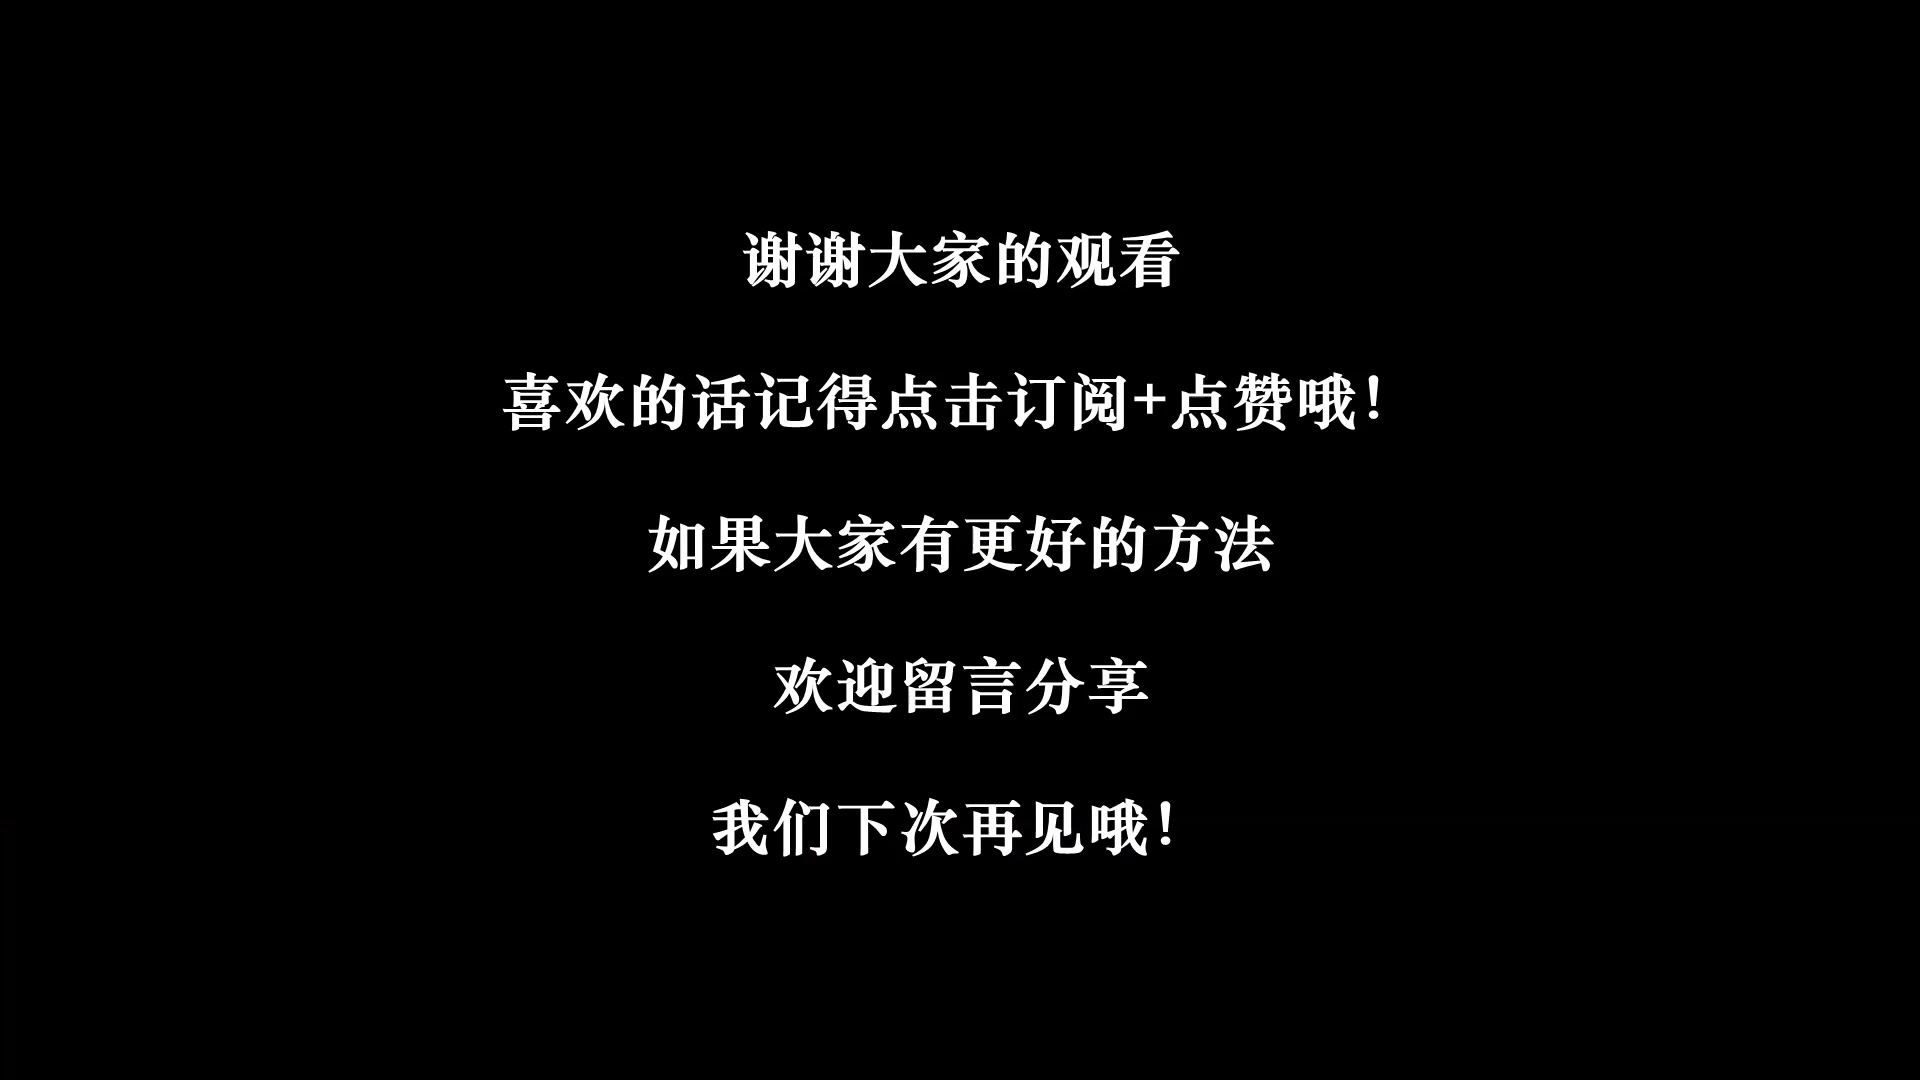 谢谢大家的观看
喜欢的话记得点击订阅+点赞哦！
如果大家有更好的方法
欢迎留言分享
我们下次再见哦！